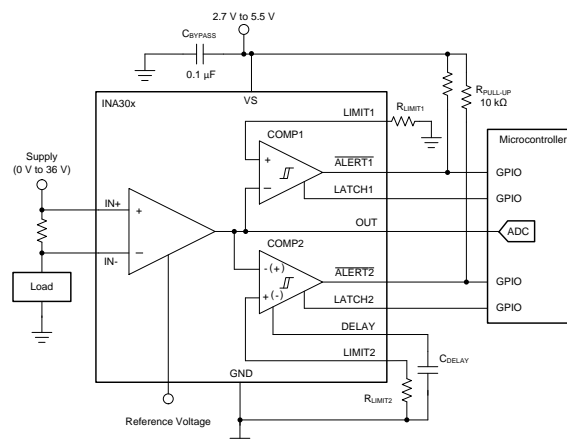 2.7 V to 5.5 V
CBYPASS
0.1 µF
RPULL-UP
10 kΩ
INA30x
VS
LIMIT1
RLIMIT1
Microcontroller
Supply
(0 V to 36 V)
COMP1
+
−
ALERT1
GPIO
LATCH1
GPIO
IN+
+
OUT
ADC
IN-
−
COMP2
-(+)
+(-)
ALERT2
GPIO
Load
LATCH2
GPIO
DELAY
CDELAY
LIMIT2
GND
RLIMIT2
Reference Voltage